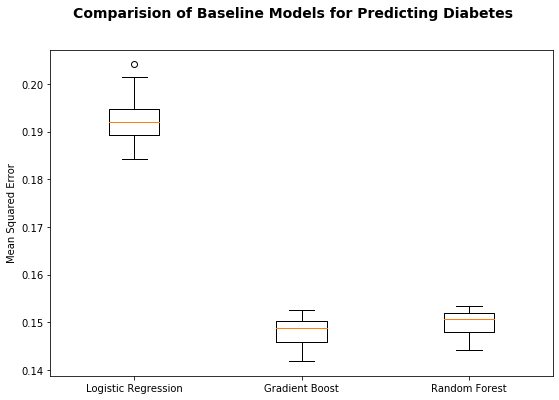 Comparision of Baseline Models for Predicting Diabetes
0.20
0.19
0.18
0.17
0.16
0.15
0.14
Mean Squared Error
Logistic Regression Gradient Boost Random Forest